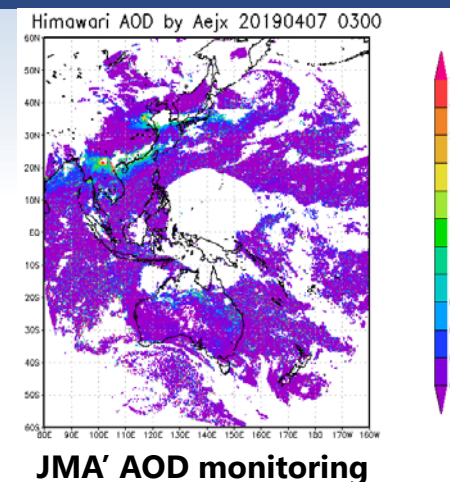 Himawari AOD by Aejx 20190407 0300
60N
50N
40N
30N
20N
10N
EQ
10S
20S
30S
40S
50S
60S
80E 90E 100E 110E 120E 130E 140E 150E 160E 170E 180 170W 160W
JMA' AOD monitoring